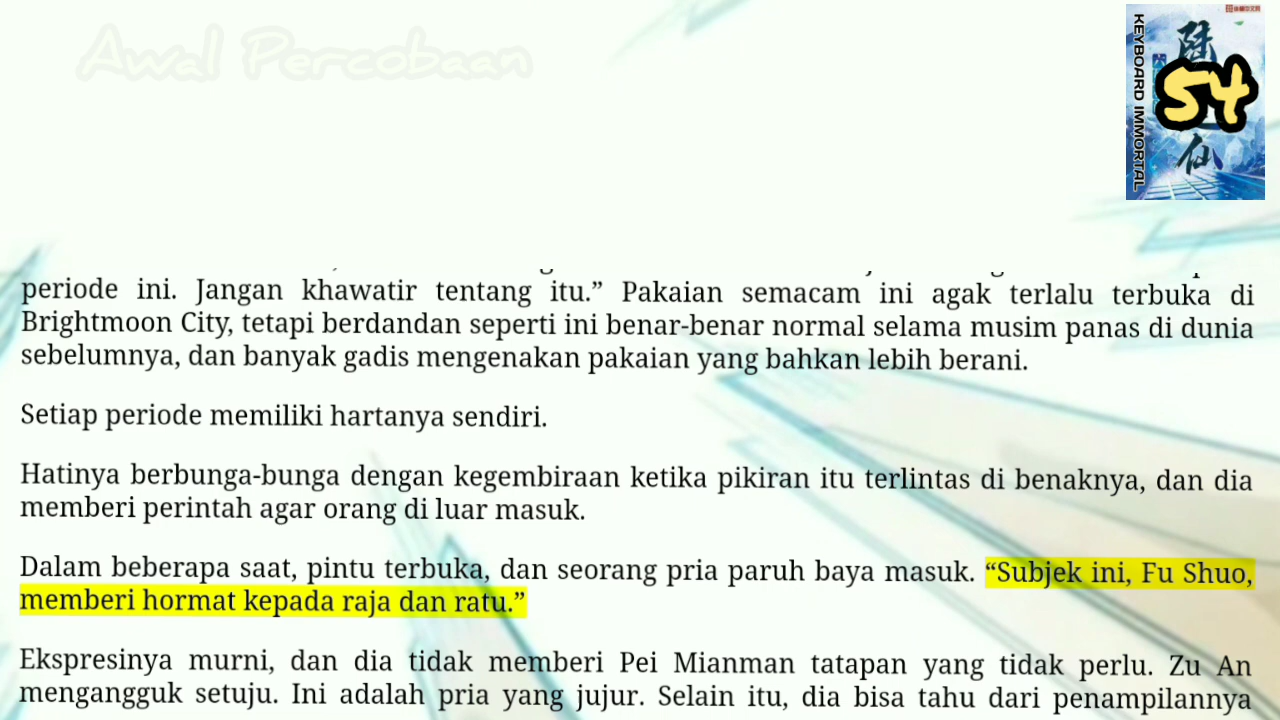 Awal Percobaan
KEYBOARD IMMORTAL
54
periode ini. Jangan khawatir tentang itu.” Pakaian semacam ini agak terlalu terbuka di
Brightmoon City, tetapi berdandan seperti ini benar-benar normal selama musim panas di dunia
sebelumnya, dan banyak gadis mengenakan pakaian yang bahkan lebih berani.
Setiap periode memiliki hartanya sendiri.
Hatinya berbunga-bunga dengan kegembiraan ketika pikiran itu terlintas di benaknya, dan dia
memberi perintah agar orang di luar masuk.
Dalam beberapa saat, pintu terbuka, dan seorang pria paruh baya masuk. “Subjek ini, Fu Shuo,
memberi hormat kepada raja dan ratu.”
Ekspresinya murni, dan dia tidak memberi Pei Mianman tatapan yang tidak perlu. Zu An
mengangguk setuju. Ini adalah pria yang jujur. Selain itu, dia bisa tahu dari penampilannya